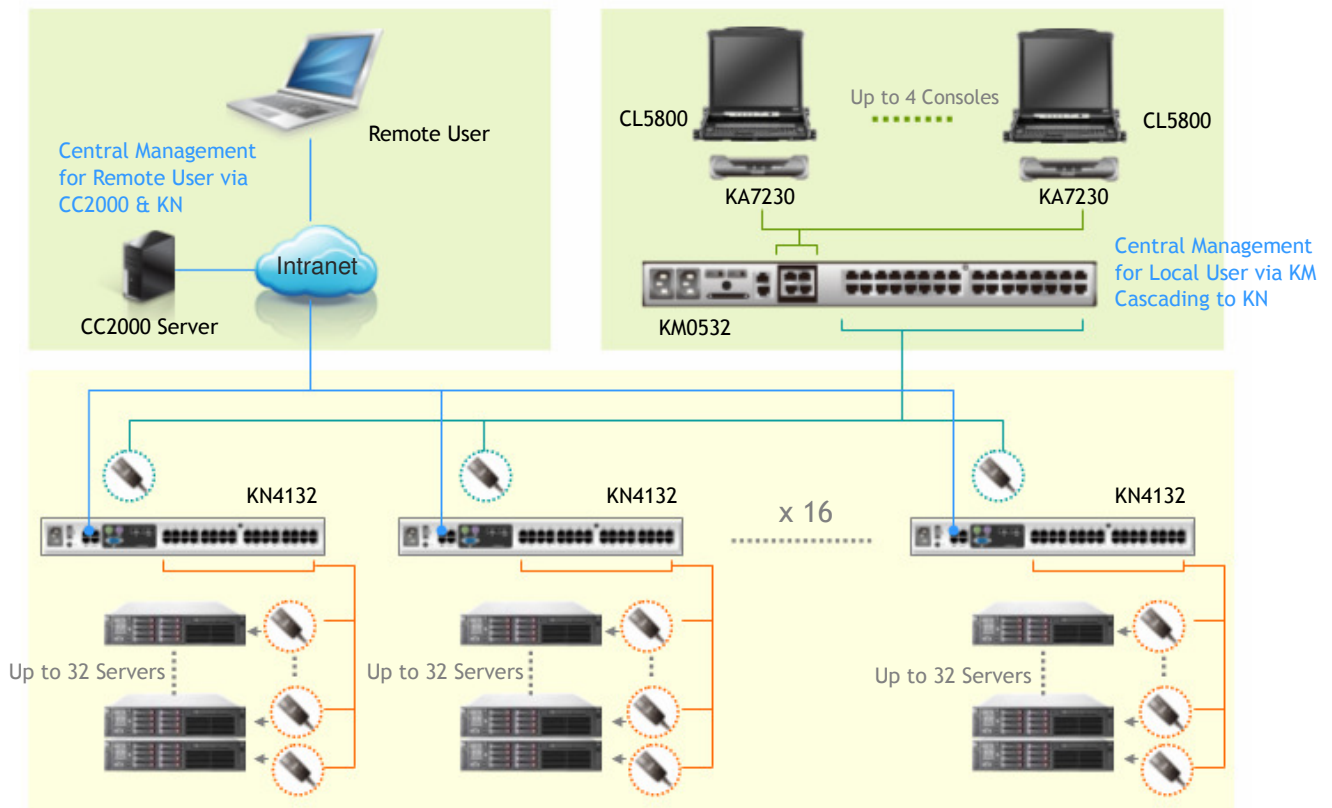 Remote User
Central Management
for Remote User via
CC2000 & KN
Intranet
CC2000 Server
CL5800
Up to 4 Consoles
CL5800
KA7230
KA7230
Central Management
for Local User via KM
Cascading to KN
KM0532
KN4132
KN4132
x 16
KN4132
Up to 32 Servers
Up to 32 Servers
Up to 32 Servers